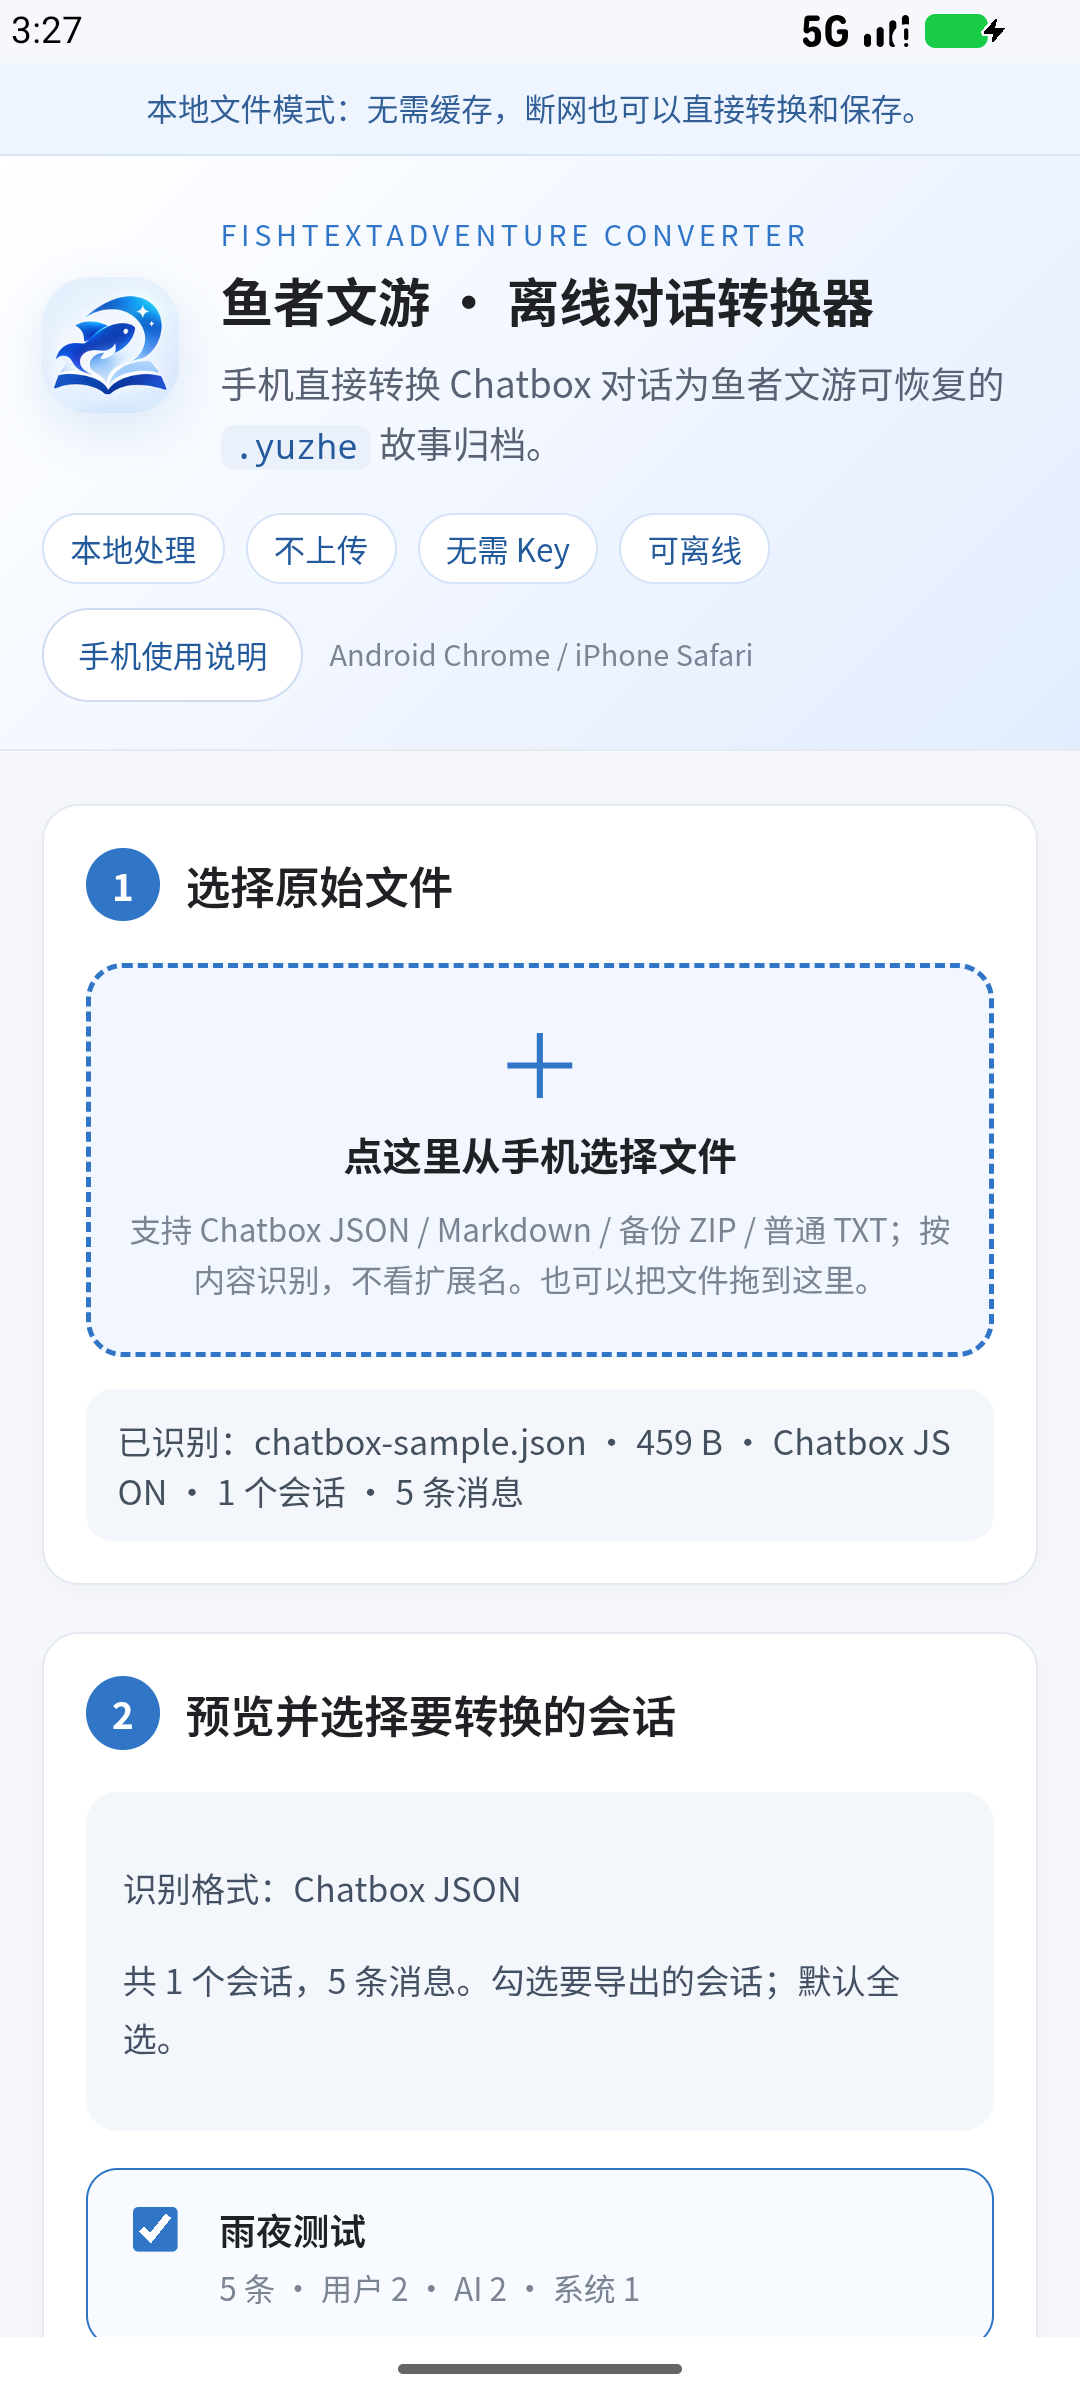 3:27
5G
本地文件模式：无需缓存，断网也可以直接转换和保存。
FISHTEXTADVENTURE CONVERTER
鱼者文游 · 离线对话转换器
手机直接转换 Chatbox 对话为鱼者文游可恢复的
.yuzhe 故事归档。
本地处理 不上传 无需 Key 可离线
手机使用说明 Android Chrome / iPhone Safari
1 选择原始文件
点这里从手机选择文件
支持 Chatbox JSON / Markdown / 备份 ZIP / 普通 TXT；按
内容识别，不看扩展名。也可以把文件拖到这里。
已识别：chatbox-sample.json · 459 B · Chatbox JS
ON · 1 个会话 · 5 条消息
2 预览并选择要转换的会话
识别格式：Chatbox JSON
共 1 个会话，5 条消息。勾选要导出的会话；默认全
选。
雨夜测试
5 条 · 用户 2 · AI 2 · 系统 1